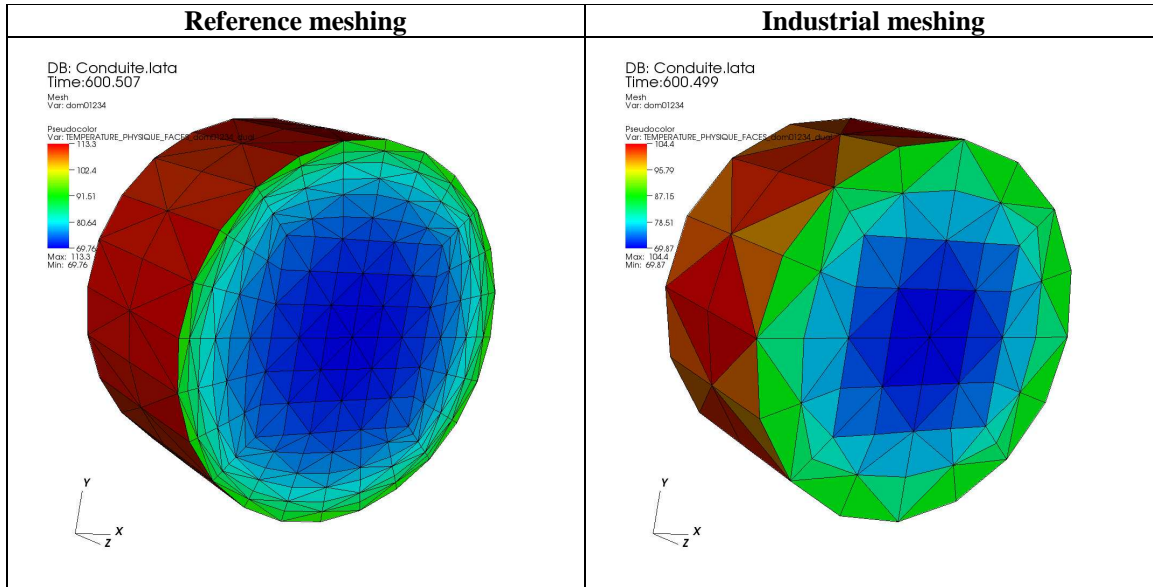 Reference meshing
Industrial meshing
DB: Conduite.lata
Time:600.507
Mesh
Var: dom01234
Pseudocolor
Var: TEMPERATURE_PHYSIQUE_FACES_dom01234_dual
113.3
102.4
91.51
80.64
69.76
Max: 113.3
Min: 69.76
Y
X
Z
DB: Conduite.lata
Time:600.499
Mesh
Var: dom01234
Pseudocolor
Var: TEMPERATURE_PHYSIQUE_FACES_dom01234_dual
104.4
95.79
87.15
78.51
69.87
Max: 104.4
Min: 69.87
Y
X
Z